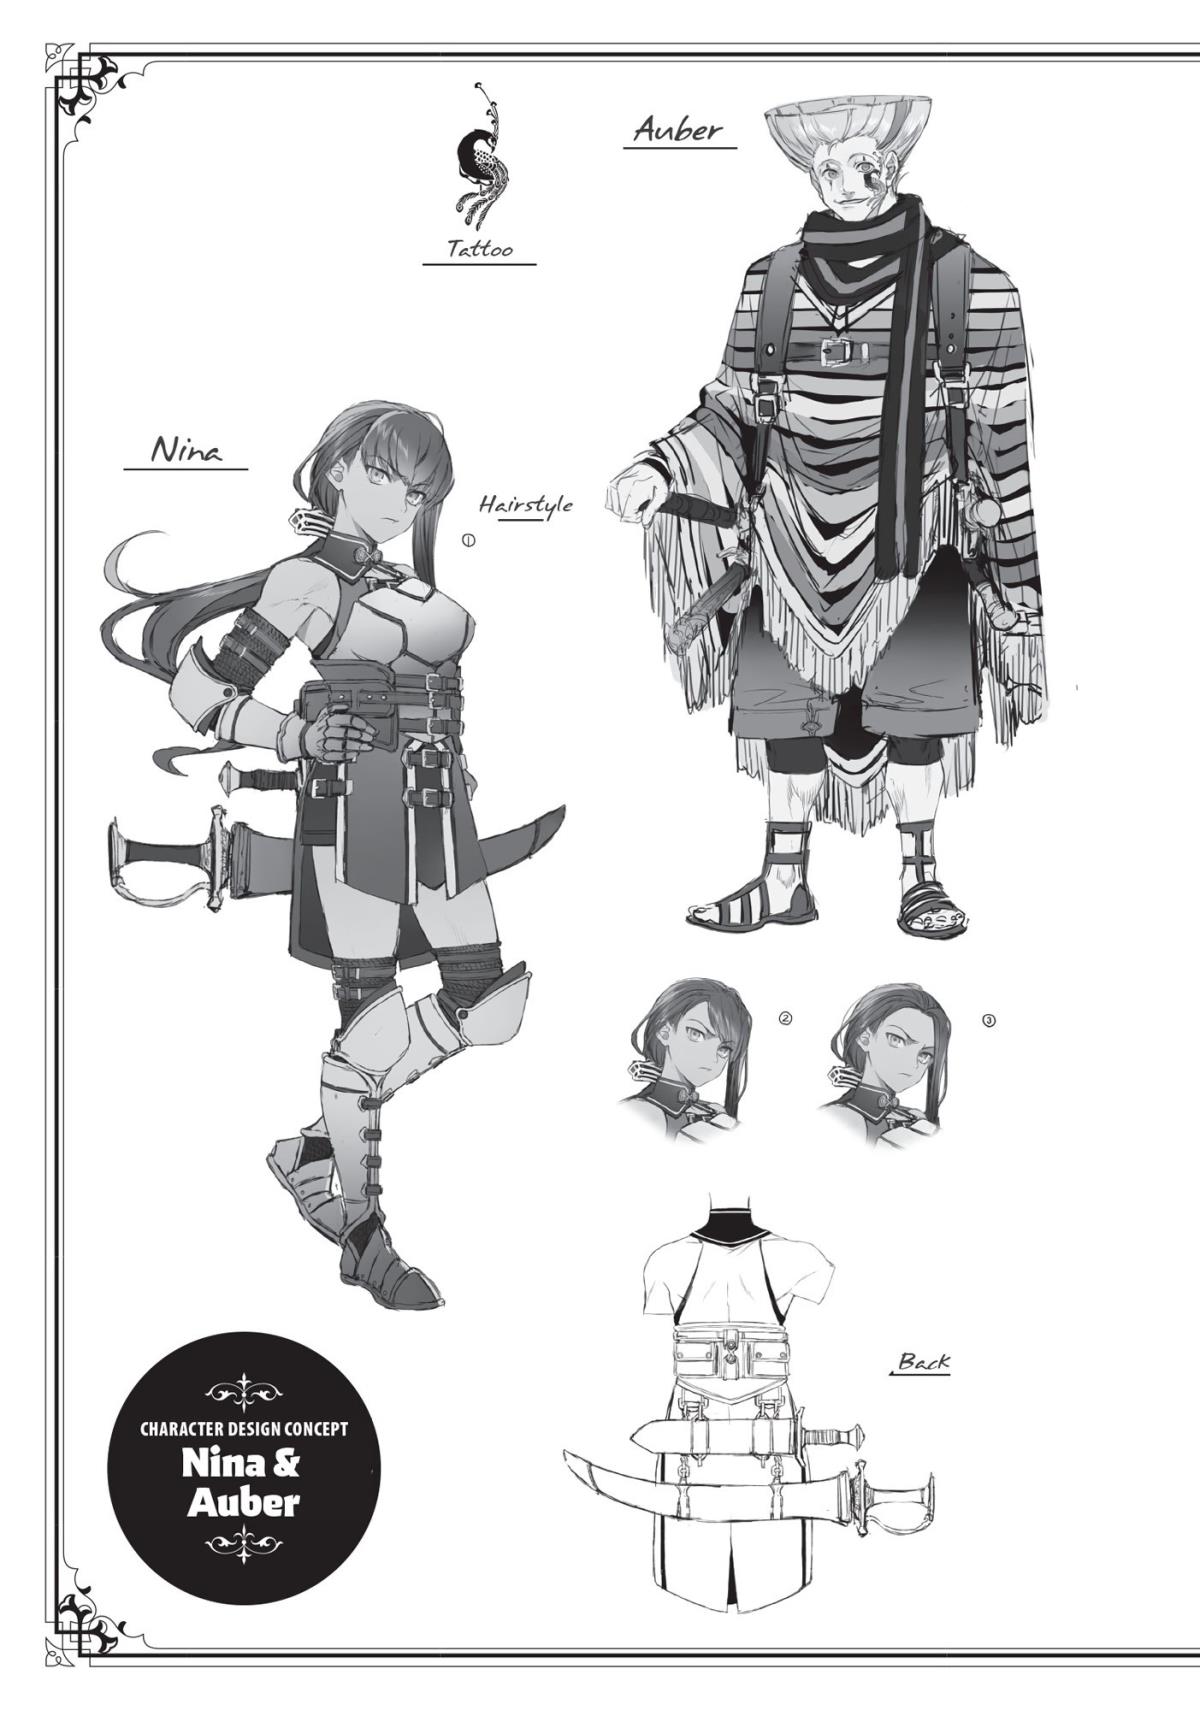 Auber
Tattoo
Nina
Hairstyle
①
②
③
Back
CHARACTER DESIGN CONCEPT
Nina &
Auber